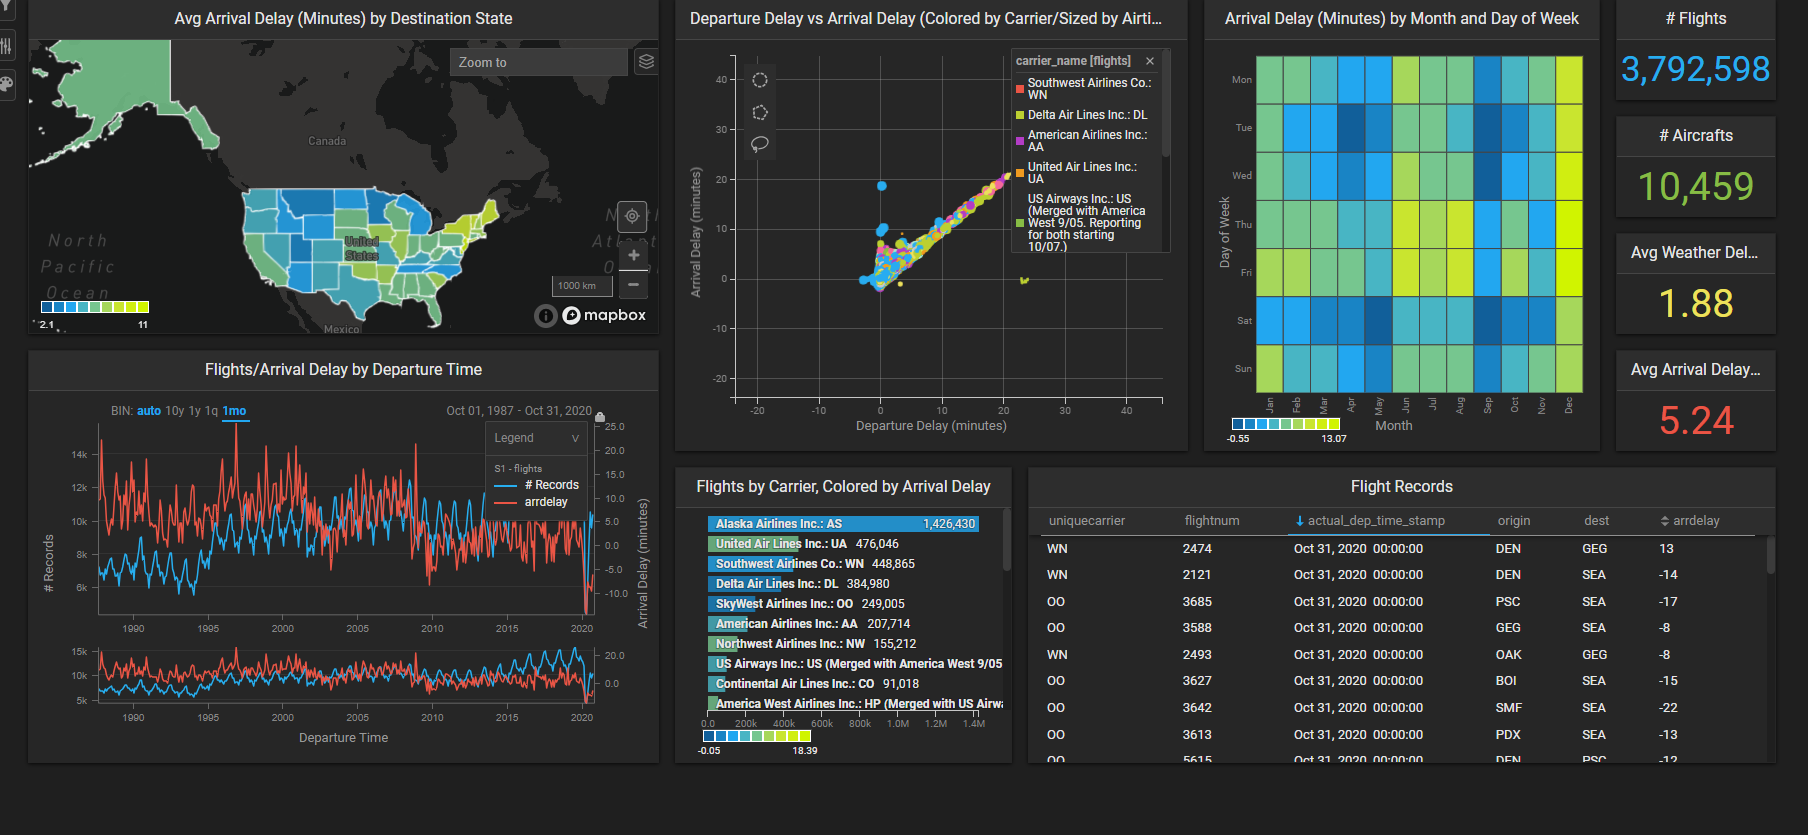 Avg Arrival Delay (Minutes) by Destination State
Zoom to
Canada
United
States
Mexico
North
Pacific
Ocean
1000 km
mapbox
2.1
11
Departure Delay vs Arrival Delay (Colored by Carrier/Sized by Airti...
carrier_name [flights]
Southwest Airlines Co.:
WN
Delta Air Lines Inc.: DL
American Airlines Inc.:
AA
United Air Lines Inc.:
UA
US Airways Inc.: US
(Merged with America
West 9/05. Reporting
for both starting
10/07.)
Arrival Delay (minutes)
40
30
20
10
0
-10
-20
-20
-10
0
10
20
30
40
Departure Delay (minutes)
Arrival Delay (Minutes) by Month and Day of Week
Day of Week
Mon
Tue
Wed
Thu
Fri
Sat
Sun
Jan
Feb
Mar
Apr
May
Jun
Jul
Aug
Sep
Oct
Nov
Dec
Month
-0.55
13.07
# Flights
3,792,598
# Aircrafts
10,459
Avg Weather Del...
1.88
Avg Arrival Delay...
5.24
Flights/Arrival Delay by Departure Time
BIN: auto 10y 1y 1q 1mo
Oct 01, 1987 - Oct 31, 2020
Legend
S1 - flights
# Records
arrdelay
# Records
14k
12k
10k
8k
6k
25.0
20.0
15.0
10.0
5.0
0.0
-5.0
-10.0
Arrival Delay (minutes)
1990
1995
2000
2005
2010
2015
2020
15k
10k
5k
20.0
0.0
1990
1995
2000
2005
2010
2015
2020
Departure Time
Flights by Carrier, Colored by Arrival Delay
Alaska Airlines Inc.: AS 1,426,430
United Air Lines Inc.: UA 476,046
Southwest Airlines Co.: WN 448,865
Delta Air Lines Inc.: DL 384,980
SkyWest Airlines Inc.: OO 249,005
American Airlines Inc.: AA 207,714
Northwest Airlines Inc.: NW 155,212
US Airways Inc.: US (Merged with America West 9/05
Continental Air Lines Inc.: CO 91,018
America West Airlines Inc.: HP (Merged with US Airwa
0.0
200k
400k
600k
800k
1.0M
1.2M
1.4M
-0.05
18.39
Flight Records
uniquecarrier flightnum actual_dep_time_stamp origin dest arrdelay
WN 2474 Oct 31, 2020 00:00:00 DEN GEG 13
WN 2121 Oct 31, 2020 00:00:00 DEN SEA -14
OO 3685 Oct 31, 2020 00:00:00 PSC SEA -17
OO 3588 Oct 31, 2020 00:00:00 GEG SEA -8
WN 2493 Oct 31, 2020 00:00:00 OAK GEG -8
OO 3627 Oct 31, 2020 00:00:00 BOI SEA -15
OO 3642 Oct 31, 2020 00:00:00 SMF SEA -22
OO 3613 Oct 31, 2020 00:00:00 PDX SEA -13
OO 5615 Oct 31, 2020 00:00:00 DEN PSC -12